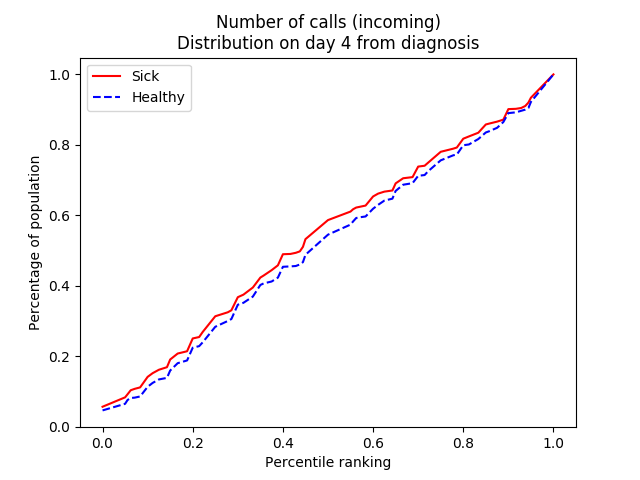 Number of calls (incoming)
Distribution on day 4 from diagnosis
Sick
Healthy
Percentage of population
1.0
0.8
0.6
0.4
0.2
0.0
0.0 0.2 0.4 0.6 0.8 1.0
Percentile ranking